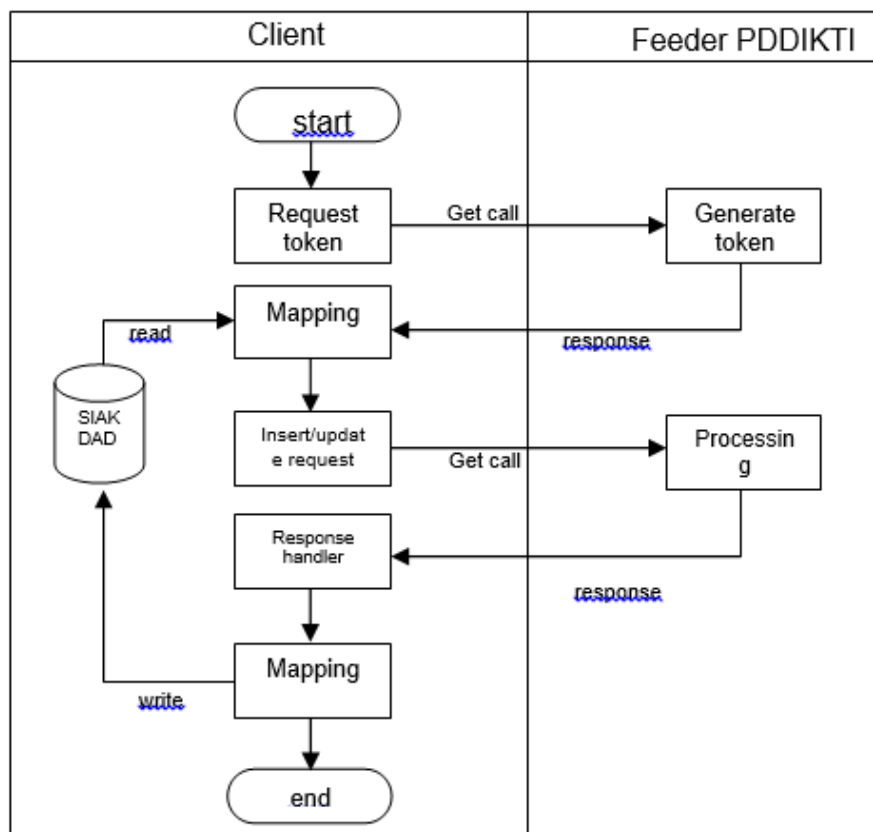 Client
Feeder PDDIKTI
start
Request
token
Get call
Generate
token
Mapping
read
response
SIAK
DAD
Insert/updat
e request
Get call
Processin
g
Response
handler
response
Mapping
write
end